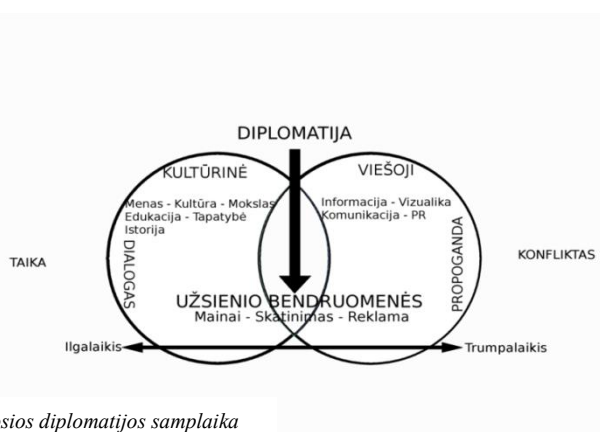 DIPLOMATIJA
KULTŪRINĖ
VIEŠOJI
Menas - Kultūra - Mokslas
Edukacija - Tapatybė
Istorija
Informacija - Vizualika
Komunikacija - PR
DIALOGAS
PROPOGANDA
TAIKA
KONFLIKTAS
UŽSIENIO BENDRUOMENĖS
Mainai - Skatinimas - Reklama
Ilgalaikis
Trumpalaikis
diplomatijos samplaika